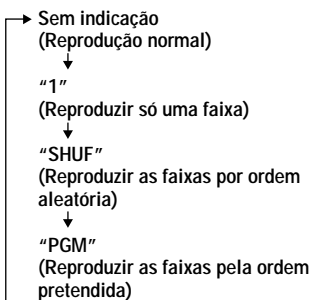 Sem indicação
(Reprodução normal)
“1”
(Reproduzir só uma faixa)
“SHUF”
(Reproduzir as faixas por ordem
aleatória)
“PGM”
(Reproduzir as faixas pela ordem
pretendida)